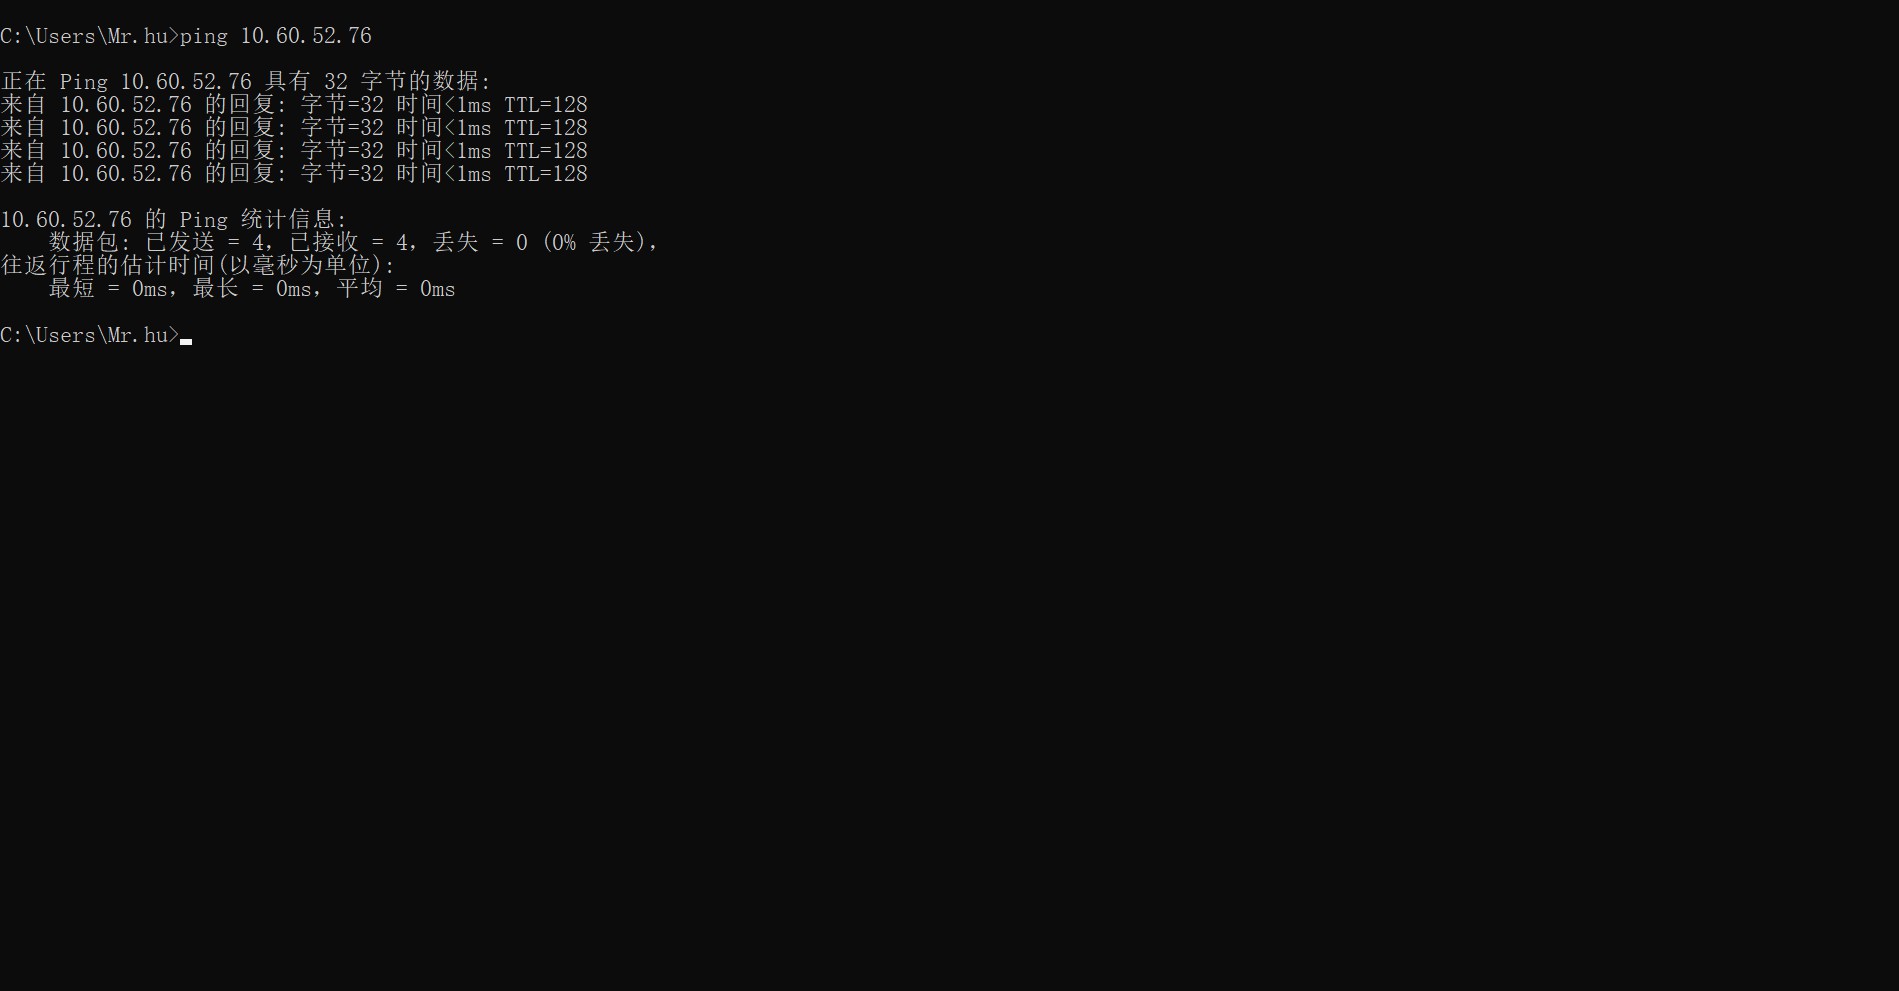 C:\Users\Mr.hu>ping 10.60.52.76
正在 Ping 10.60.52.76 具有 32 字节的数据:
来自 10.60.52.76 的回复: 字节=32 时间<1ms TTL=128
来自 10.60.52.76 的回复: 字节=32 时间<1ms TTL=128
来自 10.60.52.76 的回复: 字节=32 时间<1ms TTL=128
来自 10.60.52.76 的回复: 字节=32 时间<1ms TTL=128
10.60.52.76 的 Ping 统计信息:
    数据包: 已发送 = 4，已接收 = 4，丢失 = 0 (0% 丢失)，
往返行程的估计时间(以毫秒为单位):
    最短 = 0ms，最长 = 0ms，平均 = 0ms
C:\Users\Mr.hu>